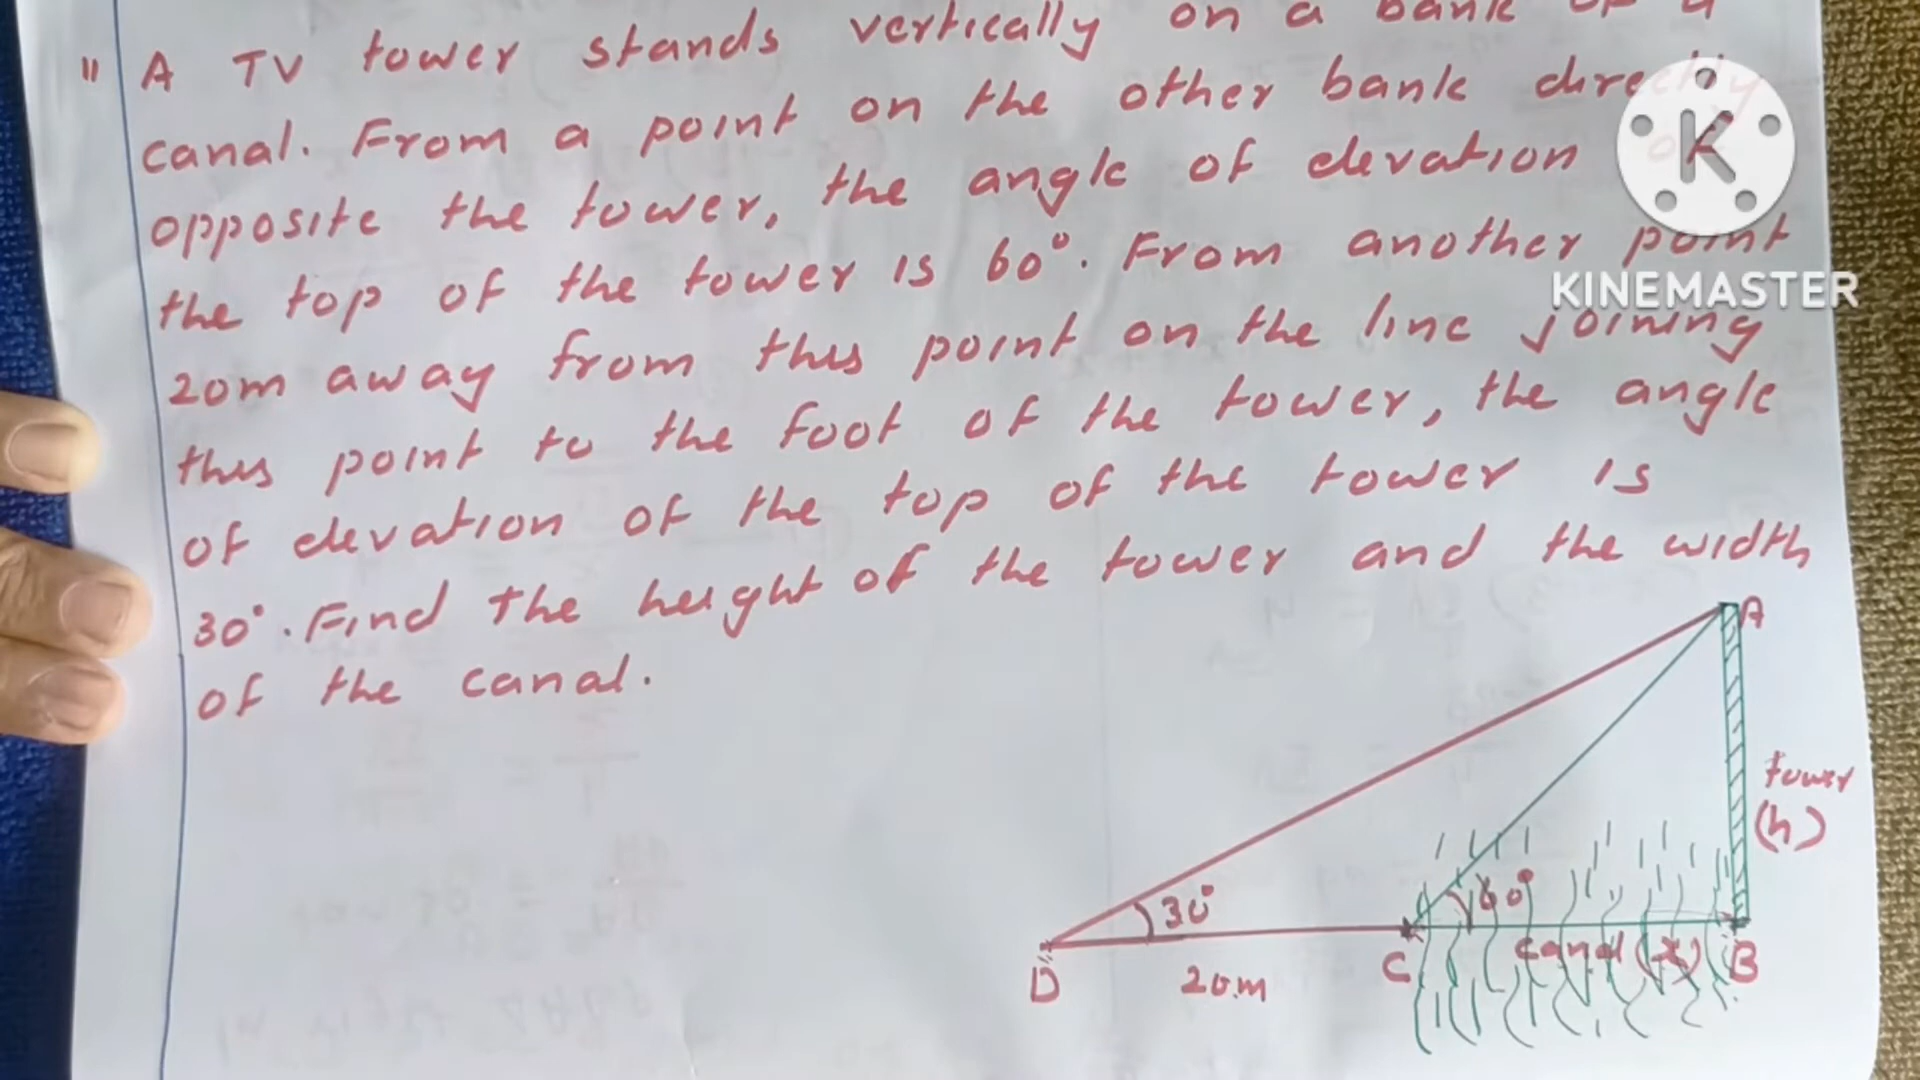 11 A TV tower stands vertically on a bank of a
canal. From a point on the other bank directly
opposite the tower, the angle of elevation of
the top of the tower is 60°. From another point
20m away from this point on the line joining
this point to the foot of the tower, the angle
of elevation of the top of the tower is
30°. Find the height of the tower and the width
of the canal.
K
KINEMASTER
A
tower
(h)
30°
60°
canal (x)
D
20m
C
B